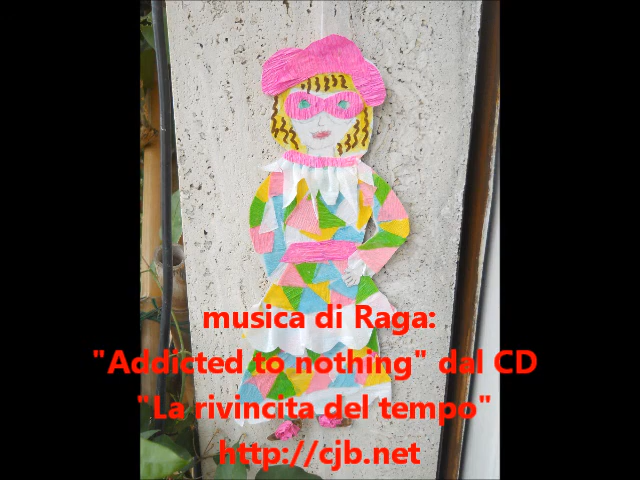 musica di Raga:
"Addicted to nothing" dal CD
"La rivincita del tempo"
http://cjb.net